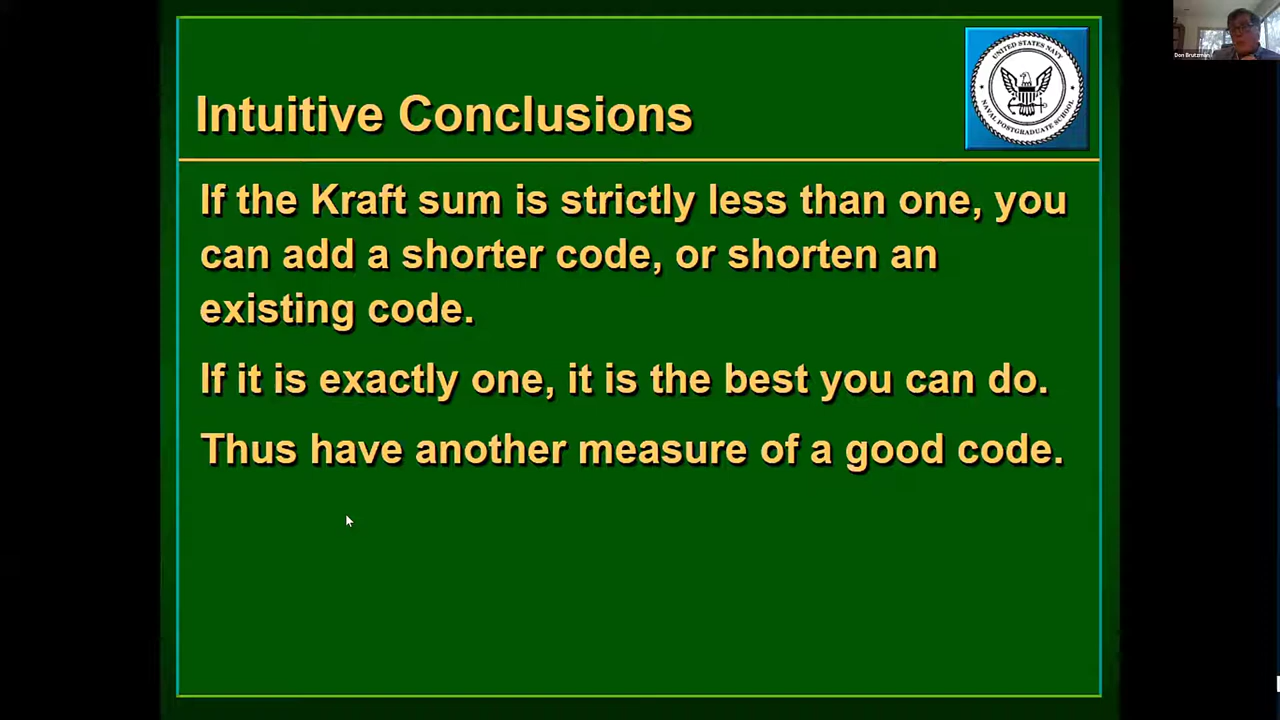 Don Brutzman
UNITED STATES NAVY
NAVAL POSTGRADUATE SCHOOL
Intuitive Conclusions
If the Kraft sum is strictly less than one, you
can add a shorter code, or shorten an
existing code.
If it is exactly one, it is the best you can do.
Thus have another measure of a good code.